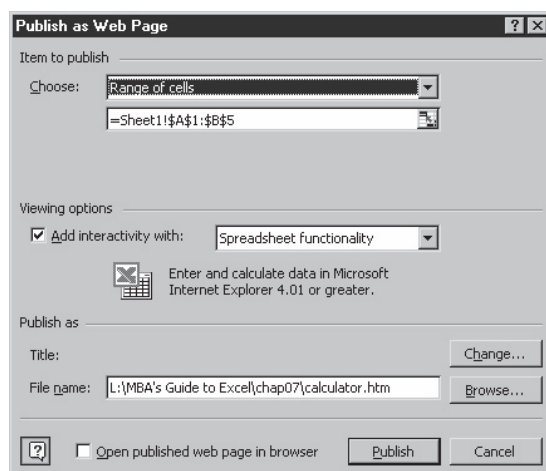 Publish as Web Page
Item to publish
Choose: Range of cells
=Sheet1!$A$1:$B$5
Viewing options
Add interactivity with: Spreadsheet functionality
Enter and calculate data in Microsoft
Internet Explorer 4.01 or greater.
Publish as
Title: Change...
File name: L:\MBA's Guide to Excel\chap07\calculator.htm Browse...
Open published web page in browser Publish Cancel